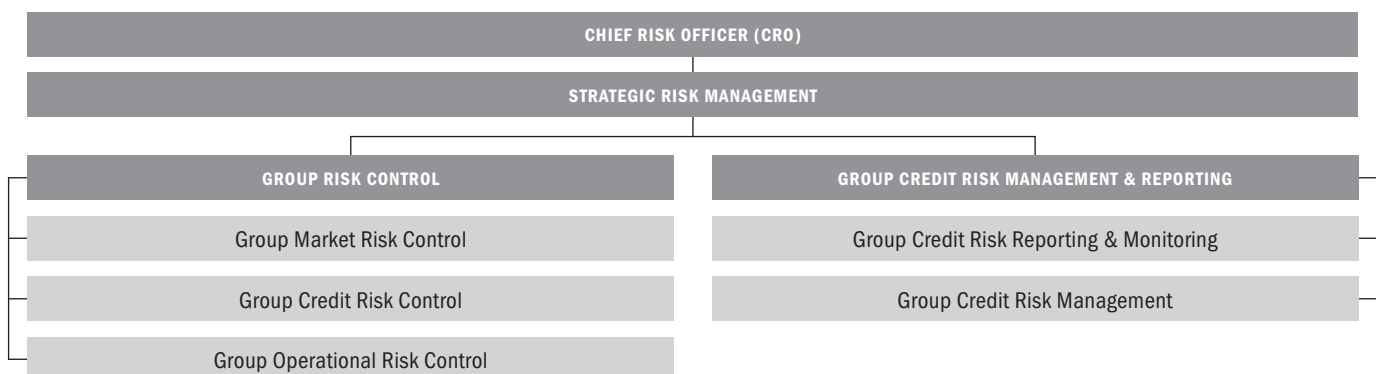 CHIEF RISK OFFICER (CRO)
STRATEGIC RISK MANAGEMENT
GROUP RISK CONTROL
Group Market Risk Control
Group Credit Risk Control
Group Operational Risk Control
GROUP CREDIT RISK MANAGEMENT & REPORTING
Group Credit Risk Reporting & Monitoring
Group Credit Risk Management